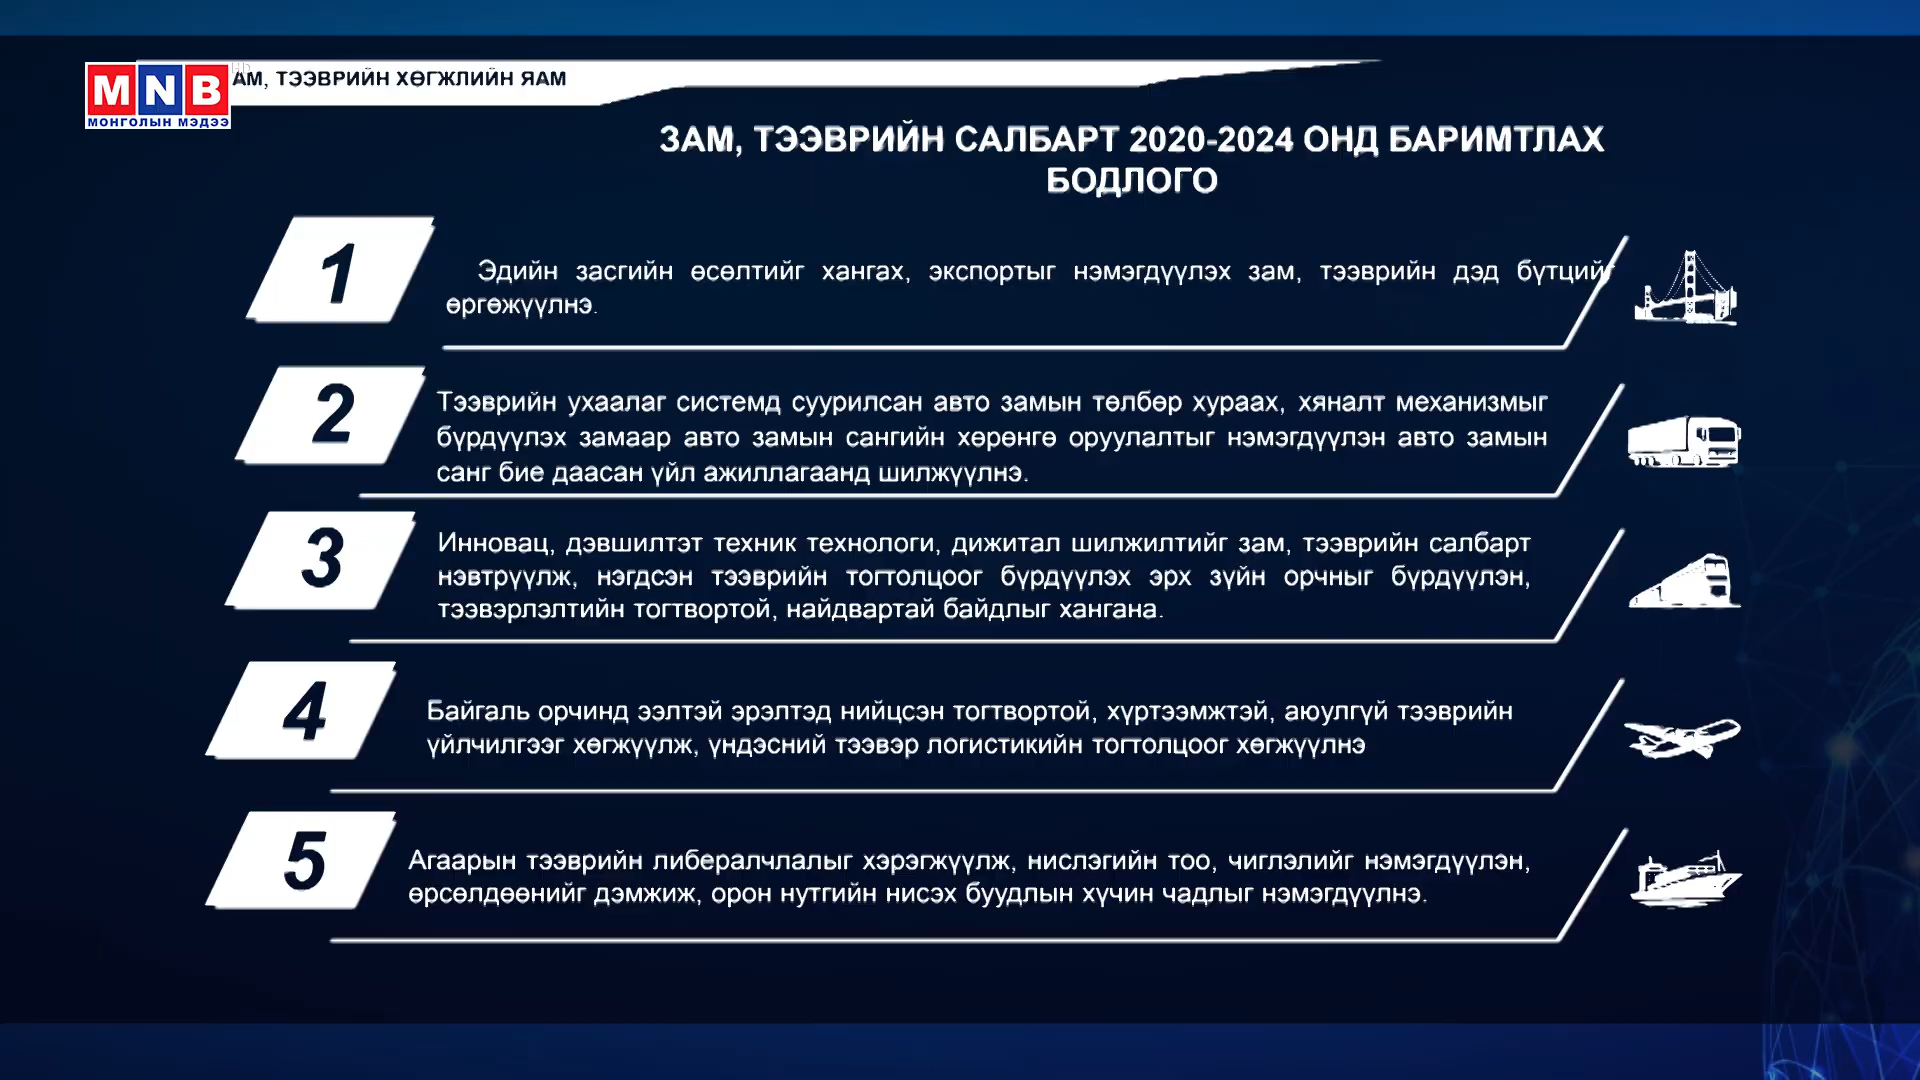 MNB
МОНГОЛЫН МЭДЭЭ
АМ, ТЭЭВРИЙН ХӨГЖЛИЙН ЯАМ
ЗАМ, ТЭЭВРИЙН САЛБАРТ 2020-2024 ОНД БАРИМТЛАХ
БОДЛОГО
1
Эдийн засгийн өсөлтийг хангах, экспортыг нэмэгдүүлэх зам, тээврийн дэд бүтцийг
өргөжүүлнэ.
2
Тээврийн ухаалаг системд суурилсан авто замын төлбөр хураах, хяналт механизмыг
бүрдүүлэх замаар авто замын сангийн хөрөнгө оруулалтыг нэмэгдүүлэн авто замын
санг бие даасан үйл ажиллагаанд шилжүүлнэ.
3
Инновац, дэвшилтэт техник технологи, дижитал шилжилтийг зам, тээврийн салбарт
нэвтрүүлж, нэгдсэн тээврийн тогтолцоог бүрдүүлэх эрх зүйн орчныг бүрдүүлэн,
тээвэрлэлтийн тогтвортой, найдвартай байдлыг хангана.
4
Байгаль орчинд ээлтэй эрэлтэд нийцсэн тогтвортой, хүртээмжтэй, аюулгүй тээврийн
үйлчилгээг хөгжүүлж, үндэсний тээвэр логистикийн тогтолцоог хөгжүүлнэ
5
Агаарын тээврийн либералчлалыг хэрэгжүүлж, нислэгийн тоо, чиглэлийг нэмэгдүүлэн,
өрсөлдөөнийг дэмжиж, орон нутгийн нисэх буудлын хүчин чадлыг нэмэгдүүлнэ.